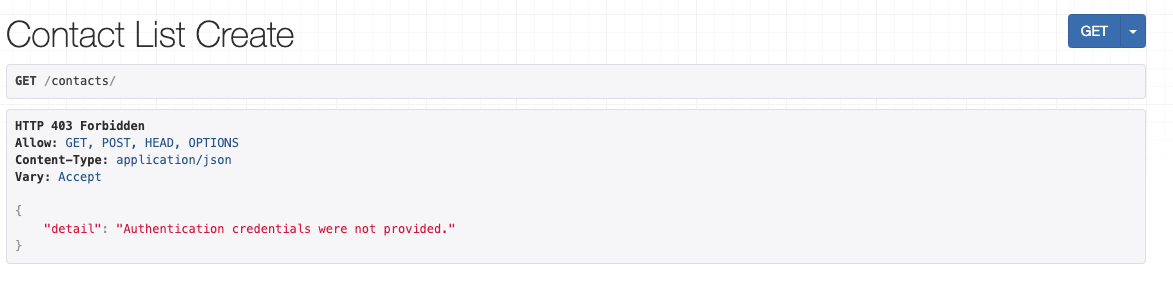 Contact List Create
GET
GET /contacts/
HTTP 403 Forbidden
Allow: GET, POST, HEAD, OPTIONS
Content-Type: application/json
Vary: Accept
{
    "detail": "Authentication credentials were not provided."
}